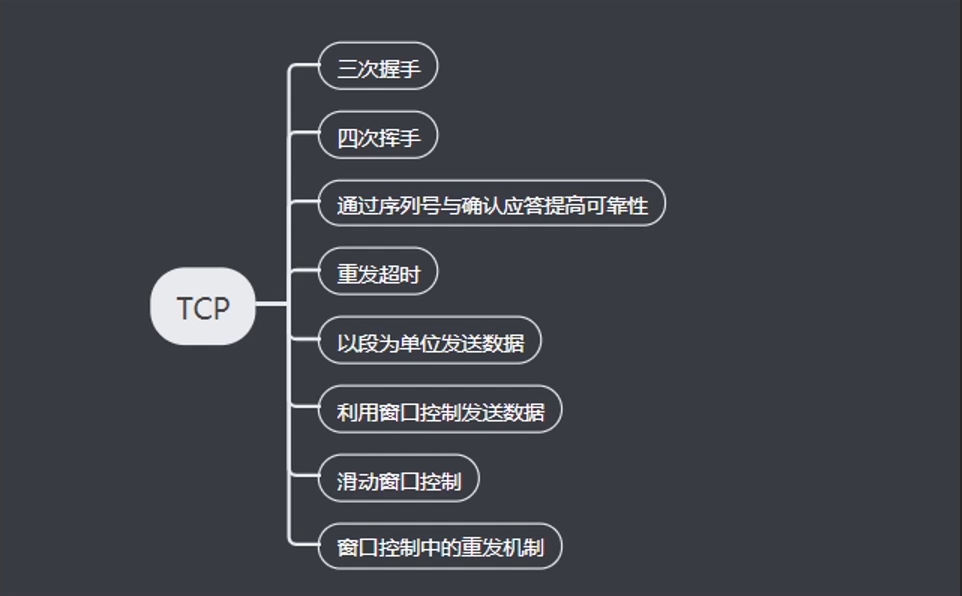 三次握手
四次挥手
通过序列号与确认应答提高可靠性
重发超时
TCP
以段为单位发送数据
利用窗口控制发送数据
滑动窗口控制
窗口控制中的重发机制